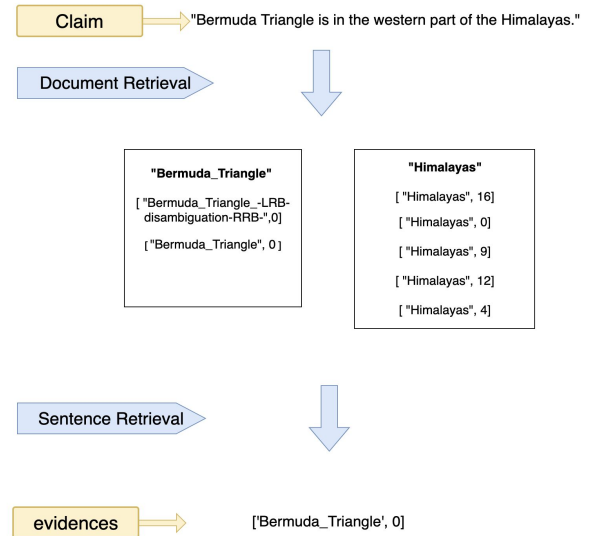 Claim
"Bermuda Triangle is in the western part of the Himalayas."
Document Retrieval
"Bermuda_Triangle"
[ "Bermuda_Triangle_-LRB-
disambiguation-RRB-",0]
["Bermuda_Triangle", 0 ]
"Himalayas"
[ "Himalayas", 16]
[ "Himalayas", 0]
[ "Himalayas", 9]
[ "Himalayas", 12]
[ "Himalayas", 4]
Sentence Retrieval
evidences
['Bermuda_Triangle', 0]